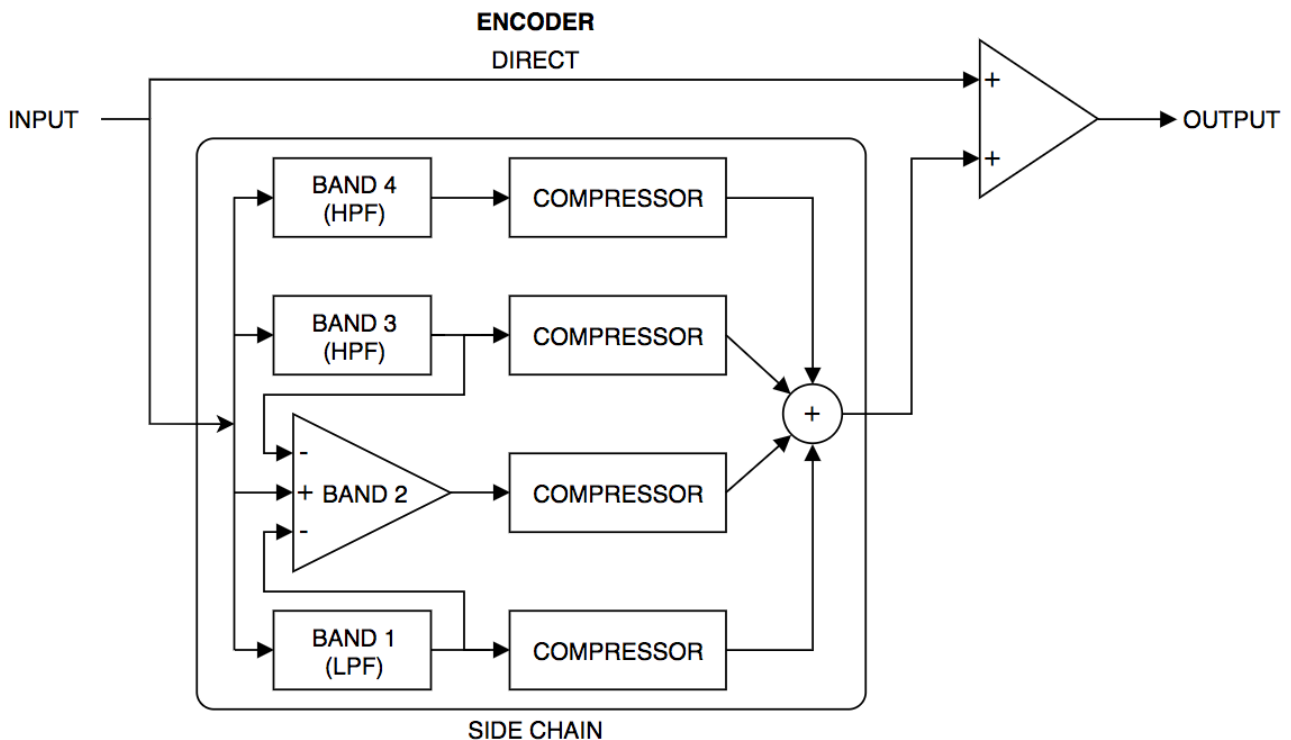 ENCODER
DIRECT
INPUT
+
+
OUTPUT
BAND 4
(HPF)
COMPRESSOR
BAND 3
(HPF)
COMPRESSOR
+
-
+ BAND 2
-
COMPRESSOR
BAND 1
(LPF)
COMPRESSOR
SIDE CHAIN